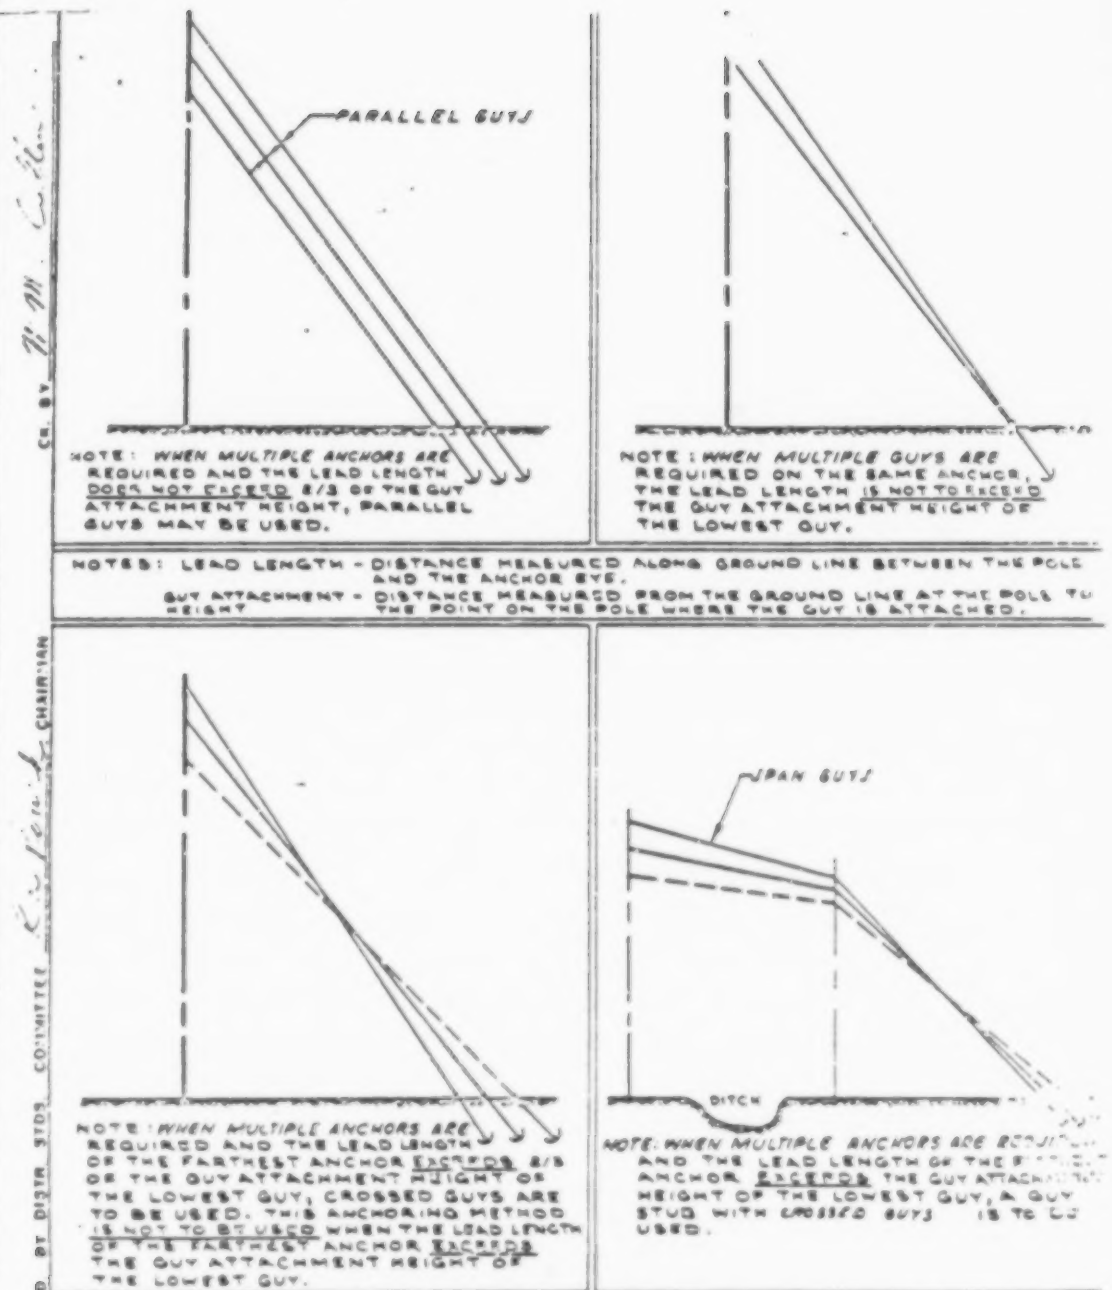 PARALLEL GUYS
NOTE: WHEN MULTIPLE ANCHORS ARE
REQUIRED AND THE LEAD LENGTH
DOES NOT EXCEED 2/3 OF THE GUY
ATTACHMENT HEIGHT, PARALLEL
GUYS MAY BE USED.
NOTE: WHEN MULTIPLE GUYS ARE
REQUIRED ON THE SAME ANCHOR,
THE LEAD LENGTH IS NOT TO EXCEED
THE GUY ATTACHMENT HEIGHT OF
THE LOWEST GUY.
CK. BY
NOTES: LEAD LENGTH - DISTANCE MEASURED ALONG GROUND LINE BETWEEN THE POLE
AND THE ANCHOR EYE.
GUY ATTACHMENT - DISTANCE MEASURED FROM THE GROUND LINE AT THE POLE TO
HEIGHT THE POINT ON THE POLE WHERE THE GUY IS ATTACHED.
NOTE: WHEN MULTIPLE ANCHORS ARE
REQUIRED AND THE LEAD LENGTH
OF THE FARTHEST ANCHOR EXCEEDS 2/3
OF THE GUY ATTACHMENT HEIGHT OF
THE LOWEST GUY, CROSSED GUYS ARE
TO BE USED. THIS ANCHORING METHOD
IS NOT TO BE USED WHEN THE LEAD LENGTH
OF THE FARTHEST ANCHOR EXCEEDS
THE GUY ATTACHMENT HEIGHT OF
THE LOWEST GUY.
SPAN GUYS
DITCH
NOTE: WHEN MULTIPLE ANCHORS ARE
AND THE LEAD LENGTH OF THE
ANCHOR EXCEEDS THE GUY
HEIGHT OF THE LOWEST GUY, A GUY
STUB WITH CROSSED GUYS IS TO BE
USED.
BY DISTR STDS COMMITTEE CHAIRMAN